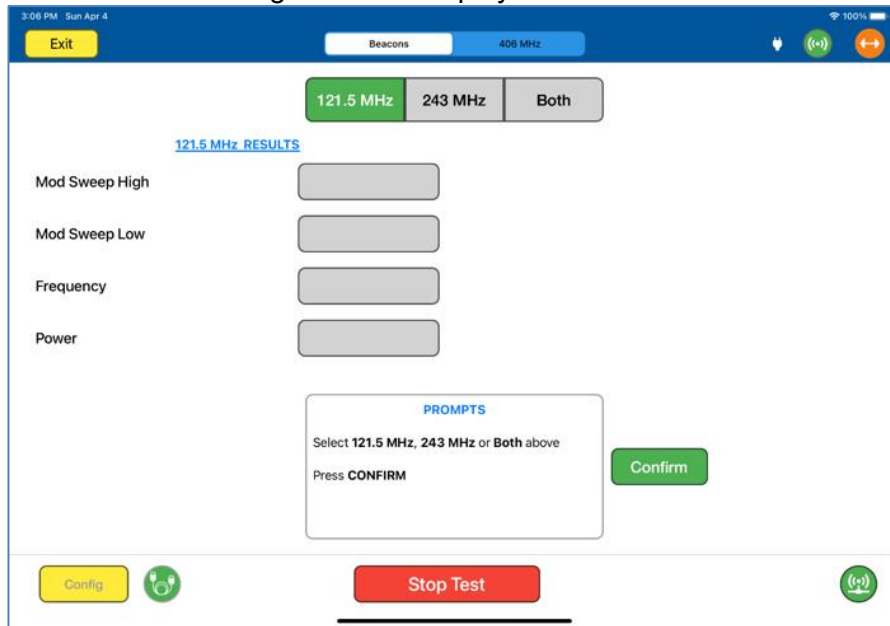 3:06 PM Sun Apr 4
100%
Exit
Beacons
406 MHz
121.5 MHz
243 MHz
Both
121.5 MHz RESULTS
Mod Sweep High
Mod Sweep Low
Frequency
Power
PROMPTS
Select 121.5 MHz, 243 MHz or Both above
Press CONFIRM
Confirm
Config
Stop Test